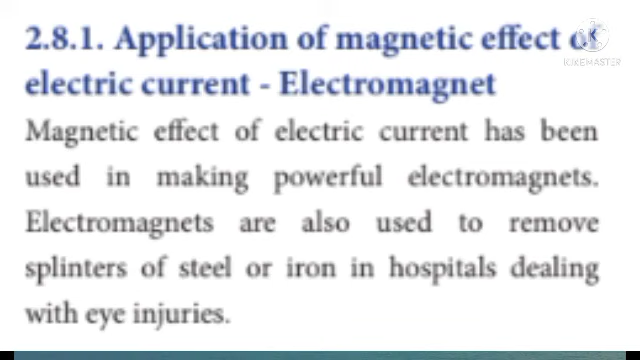 2.8.1. Application of magnetic effect of
electric current - Electromagnet
KINEMASTER
Magnetic effect of electric current has been
used in making powerful electromagnets.
Electromagnets are also used to remove
splinters of steel or iron in hospitals dealing
with eye injuries.